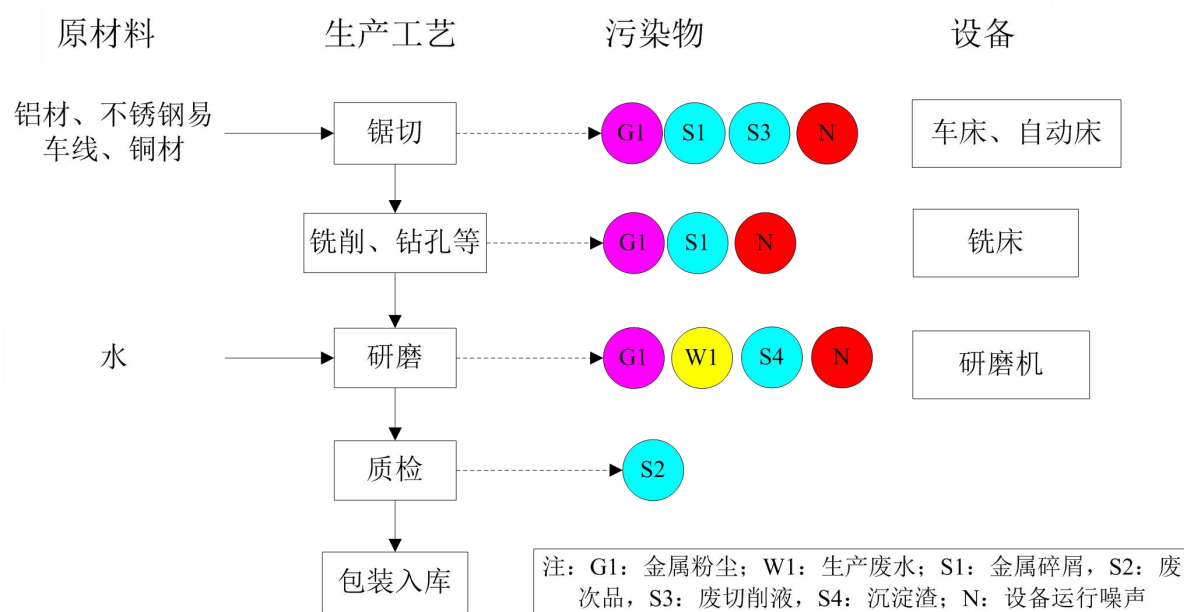 原材料 生产工艺 污染物 设备
铝材、不锈钢易
车线、铜材
锯切 G1 S1 S3 N 车床、自动床
铣削、钻孔等 G1 S1 N 铣床
水 研磨 G1 W1 S4 N 研磨机
质检 S2
包装入库
注：G1：金属粉尘；W1：生产废水；S1：金属碎屑，S2：废
次品，S3：废切削液，S4：沉淀渣；N：设备运行噪声